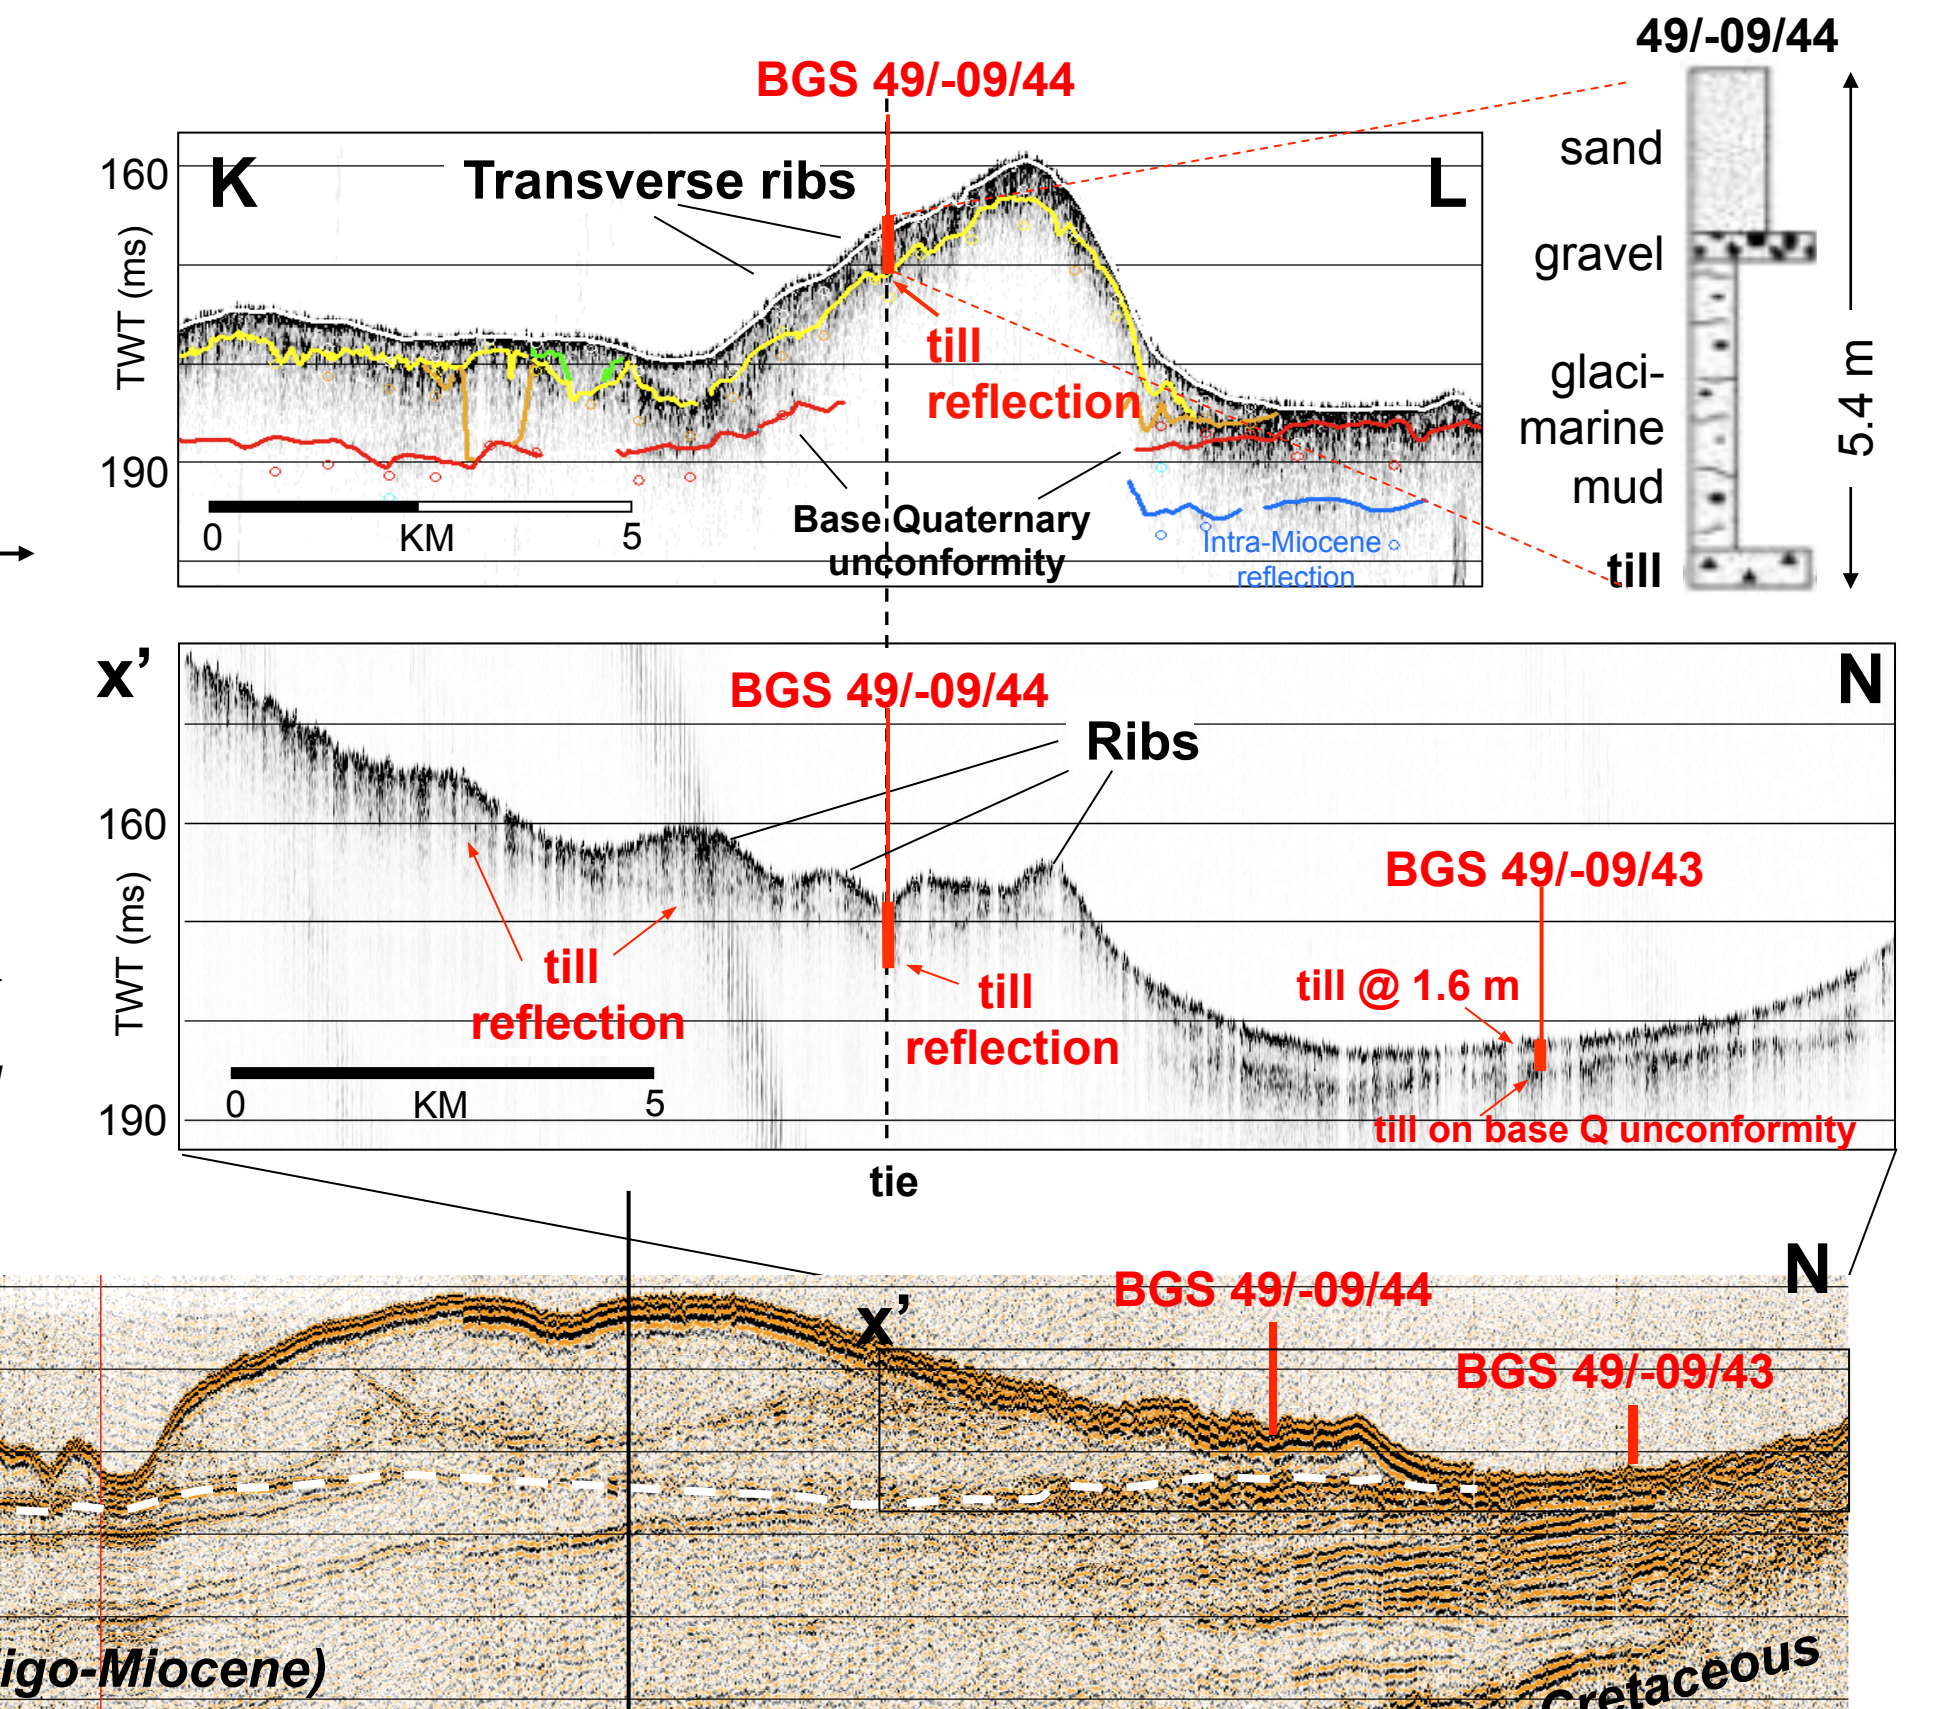 49/-09/44
BGS 49/-09/44
160
K
Transverse ribs
L
sand
gravel
TWT (ms)
till
reflection
glaci-
marine
mud
5.4 m
190
0
KM
5
Base Quaternary
unconformity
Intra-Miocene
reflection
till
x’
BGS 49/-09/44
N
Ribs
160
BGS 49/-09/43
TWT (ms)
till
reflection
till
reflection
till @ 1.6 m
0
KM
5
190
till on base Q unconformity
tie
N
BGS 49/-09/44
x’
BGS 49/-09/43
igo-Miocene)
Cretaceous